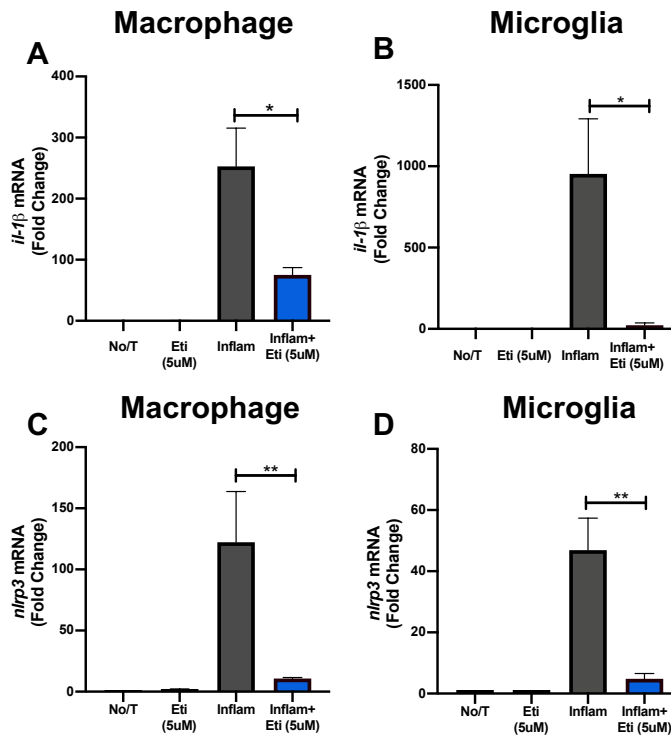 Macrophage
Microglia
A
B
400
300
200
100
0
il-1β mRNA
(Fold Change)
*
No/T
Eti
(5uM)
Inflam
Inflam+
Eti (5uM)
1500
1000
500
0
il-1β mRNA
(Fold Change)
*
No/T
Eti (5uM)
Inflam
Inflam+
Eti (5uM)
Macrophage
Microglia
C
D
200
150
100
50
0
nlrp3 mRNA
(Fold Change)
**
No/T
Eti
(5uM)
Inflam
Inflam+
Eti (5uM)
80
60
40
20
0
nlrp3 mRNA
(Fold Change)
**
No/T
Eti
(5uM)
Inflam
Inflam+
Eti (5uM)